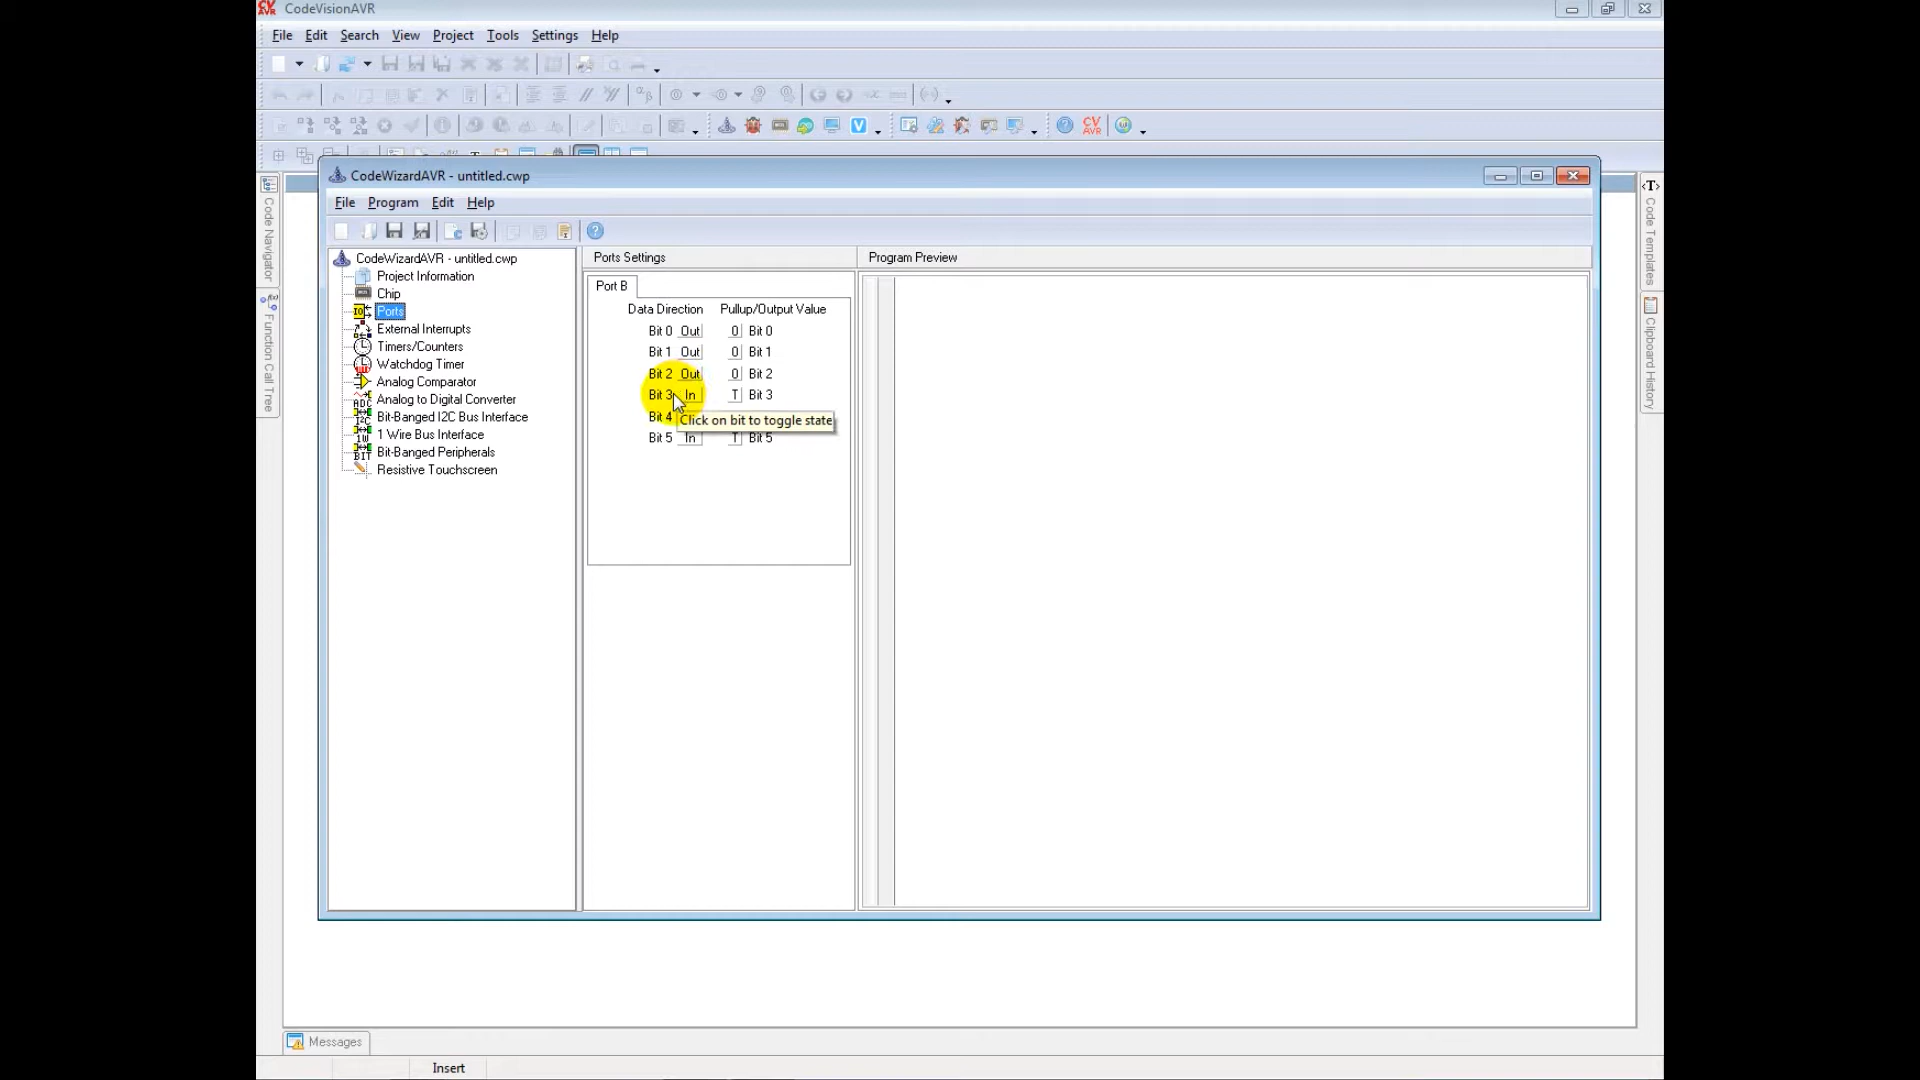 CodeVisionAVR
File Edit Search View Project Tools Settings Help
CodeWizardAVR - untitled.cwp
File Program Edit Help
Code Navigator
Function Call Tree
CodeWizardAVR - untitled.cwp
Project Information
Chip
Ports
External Interrupts
Timers/Counters
Watchdog Timer
Analog Comparator
Analog to Digital Converter
Bit-Banged I2C Bus Interface
1 Wire Bus Interface
Bit-Banged Peripherals
Resistive Touchscreen
Ports Settings
Port B
Data Direction Pullup/Output Value
Bit 0 Out 0 Bit 0
Bit 1 Out 0 Bit 1
Bit 2 Out 0 Bit 2
Bit 3 In T Bit 3
Bit 4
Click on bit to toggle state
Bit 5 In T Bit 5
Program Preview
Code Templates
Clipboard History
Messages
Insert